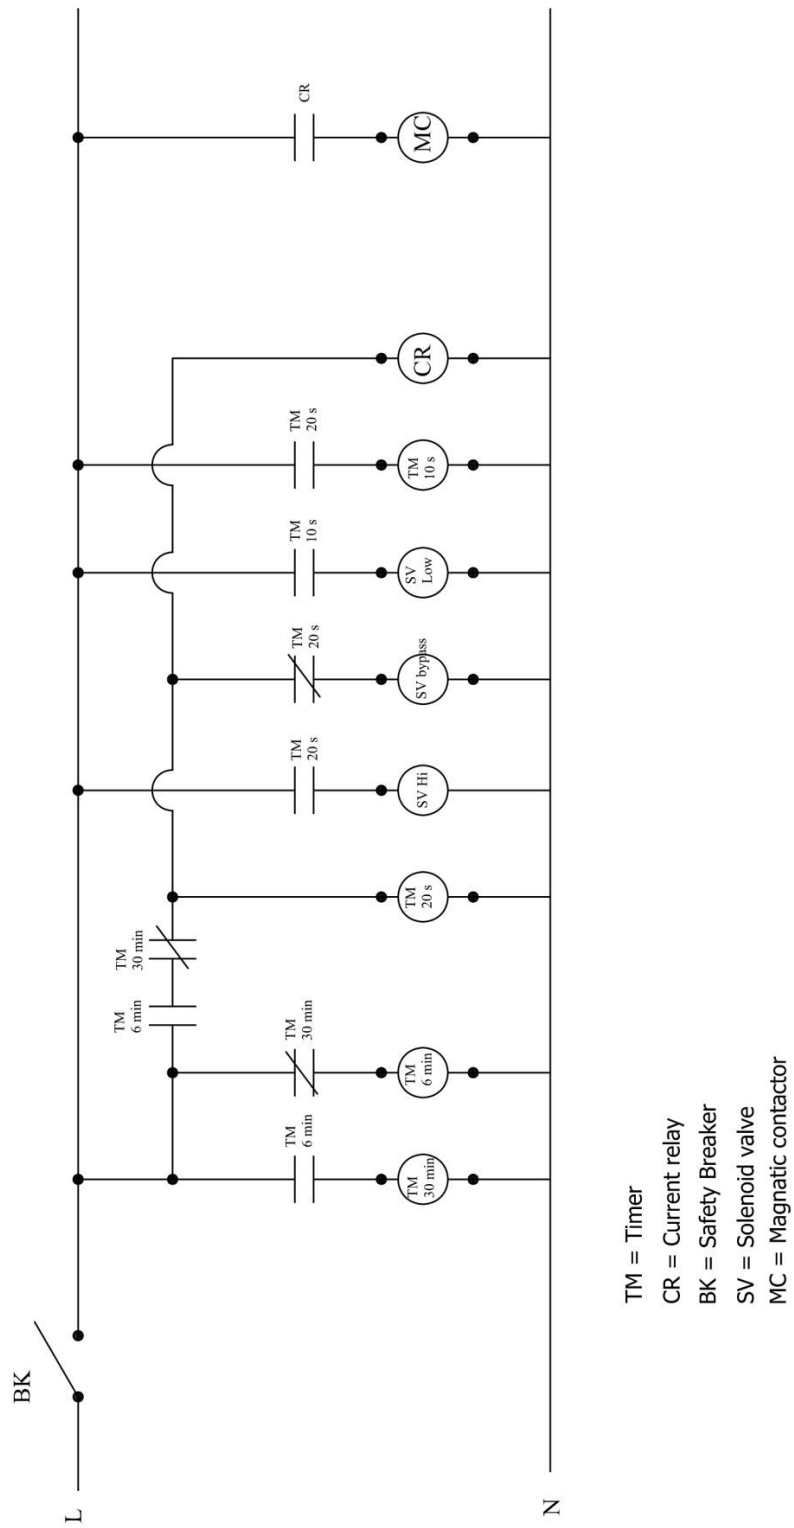 BK
L
TM
6 min
TM
30 min
TM
6 min
TM
30 min
TM
20 s
TM
20 s
TM
10 s
TM
20 s
CR
TM
30 min
TM
6 min
TM
20 s
SV Hi
SV bypass
SV
Low
TM
10 s
CR
MC
N
TM = Timer
CR = Current relay
BK = Safety Breaker
SV = Solenoid valve
MC = Magnatic contactor